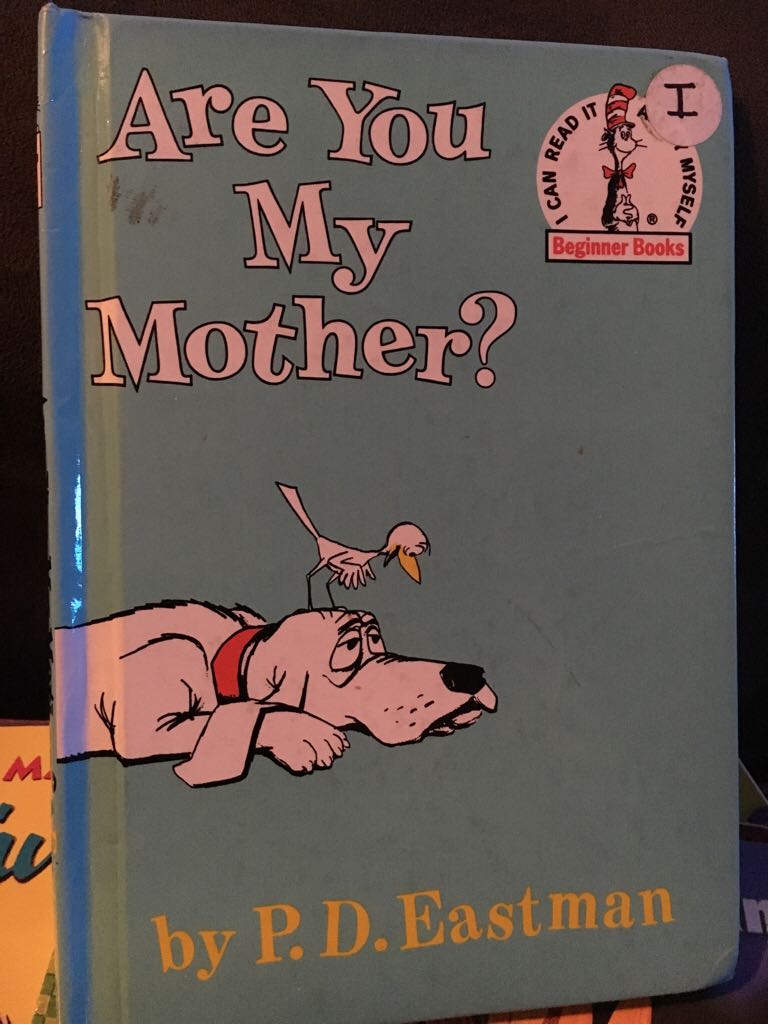 Are You
My
Mother?
I CAN READ IT
MYSELF
®
I
Beginner Books
by P. D. Eastman